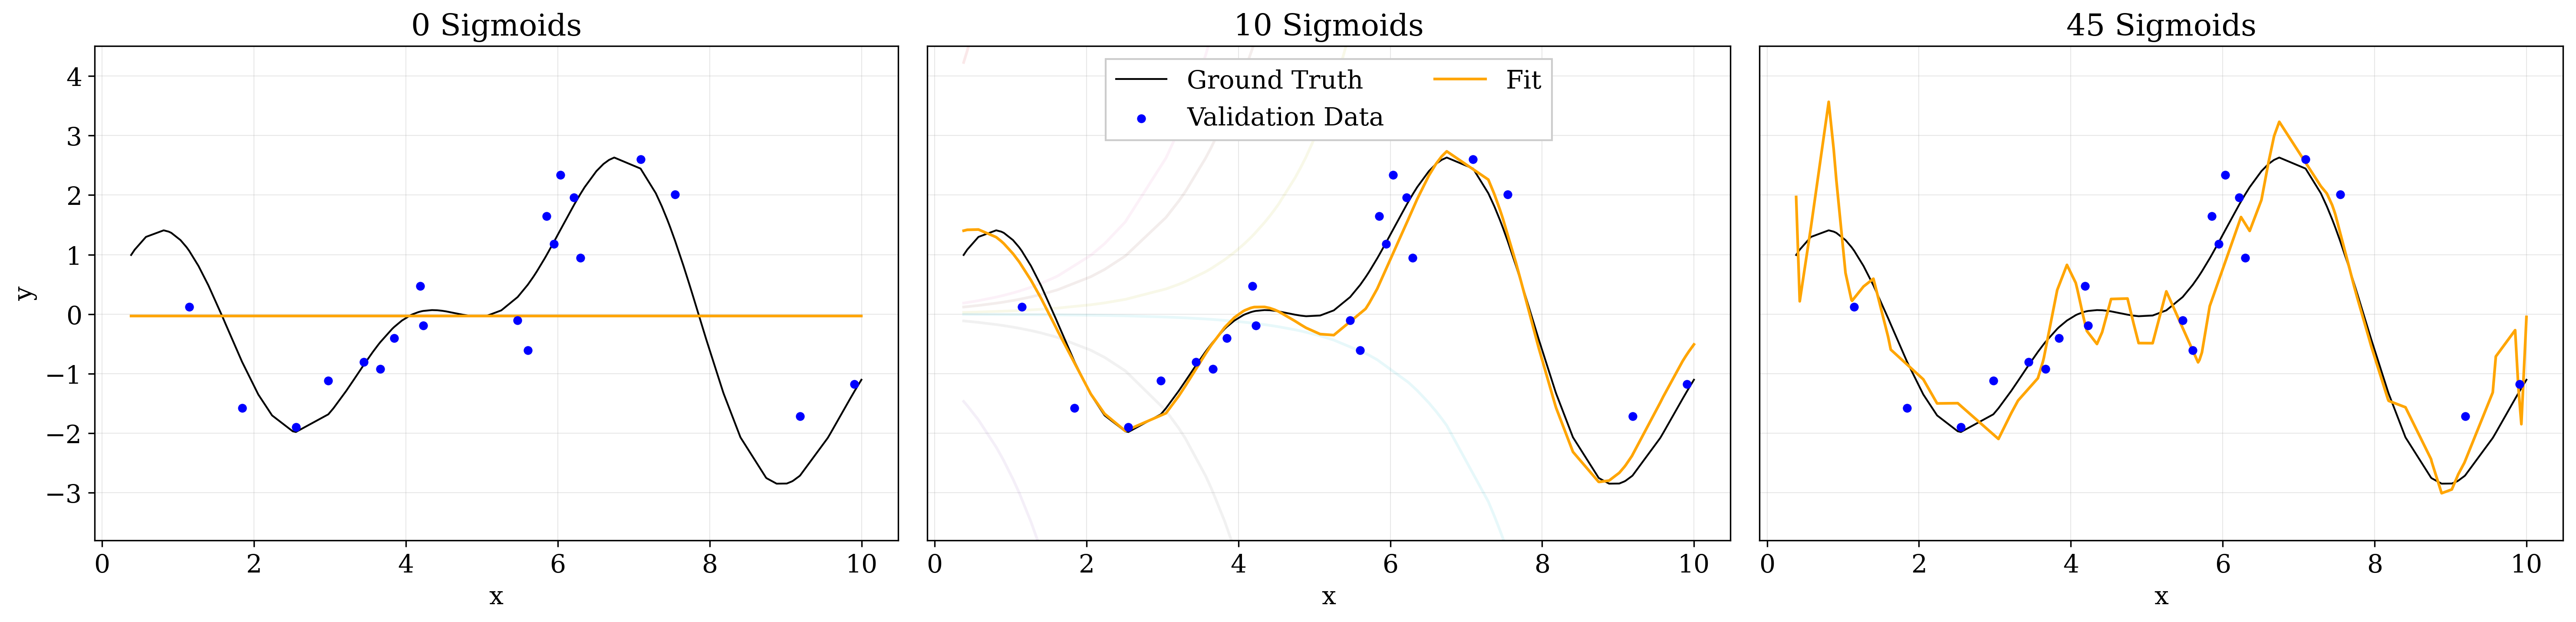 0 Sigmoids
10 Sigmoids
45 Sigmoids
4
3
2
1
0
−1
−2
−3
y
Ground Truth
Fit
Validation Data
0 2 4 6 8 10
0 2 4 6 8 10
0 2 4 6 8 10
x
x
x